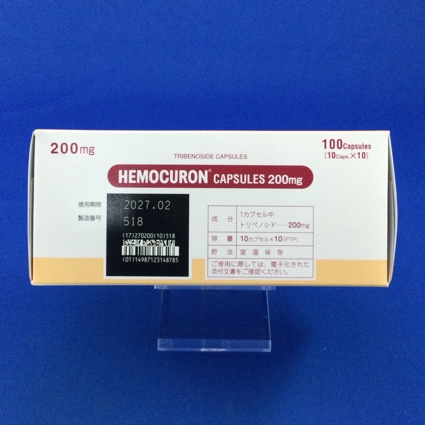 200mg
100Capsules
(10Caps.×10)
TRIBENOSIDE CAPSULES
HEMOCURON® CAPSULES 200mg
使用期限 2027.02
製造番号 518
(17)270200(10)518
(01)14987123148785
成分 1カプセル中
トリベノシド……200mg
容量 10カプセル×10(PTP)
貯法 室温保存
ご使用に際しては、電子化された
添付文書をご確認ください。